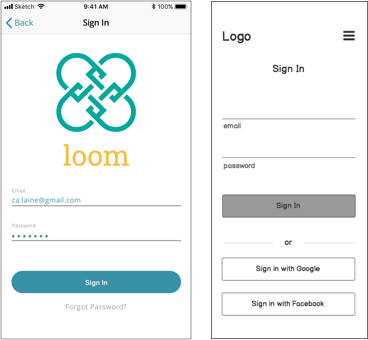 Sketch 9:41 AM 100%
Back Sign In
loom
Email
ca.laine@gmail.com
Password
Sign In
Forgot Password?
Logo
Sign In
email
password
Sign In
or
Sign in with Google
Sign in with Facebook